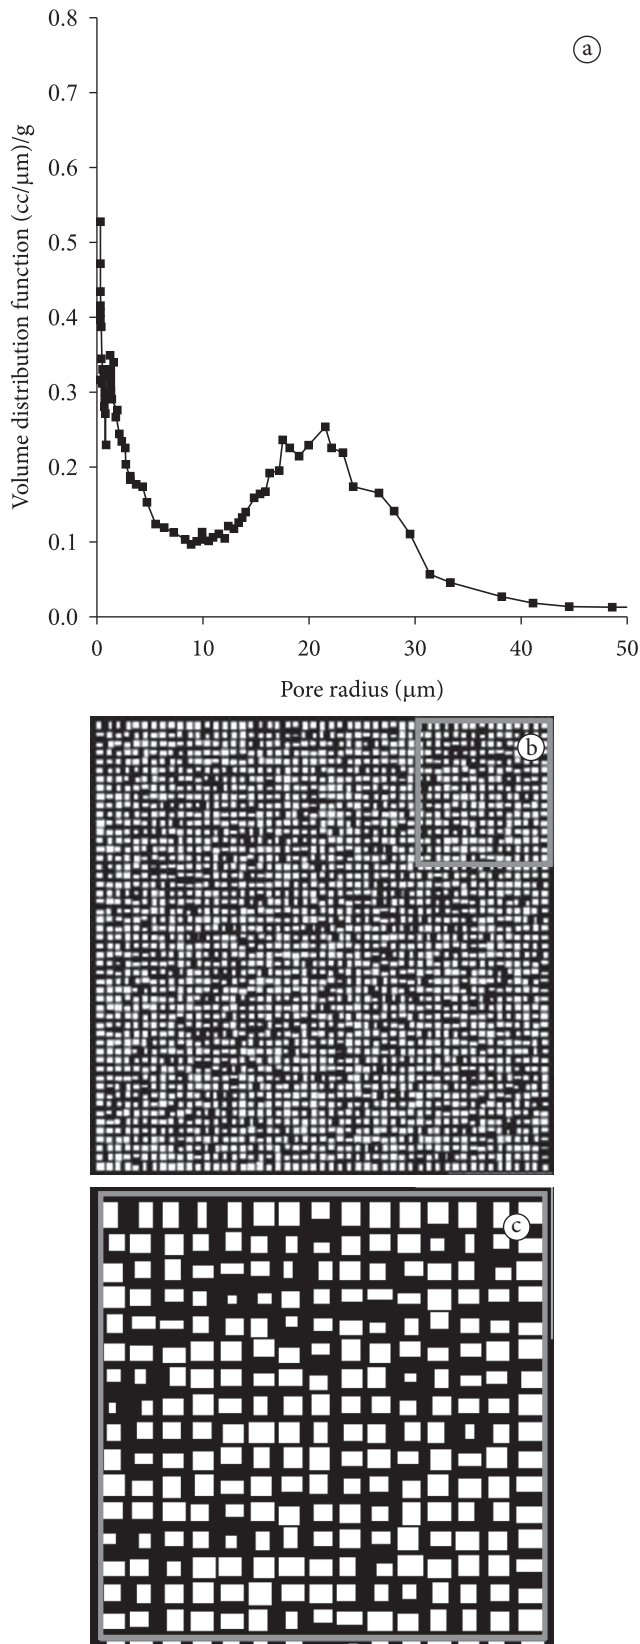 0.8
a
0.7
0.6
0.5
0.4
0.3
0.2
0.1
0.0
Volume distribution function (cc/μm)/g
0 10 20 30 40 50
Pore radius (μm)
b
c